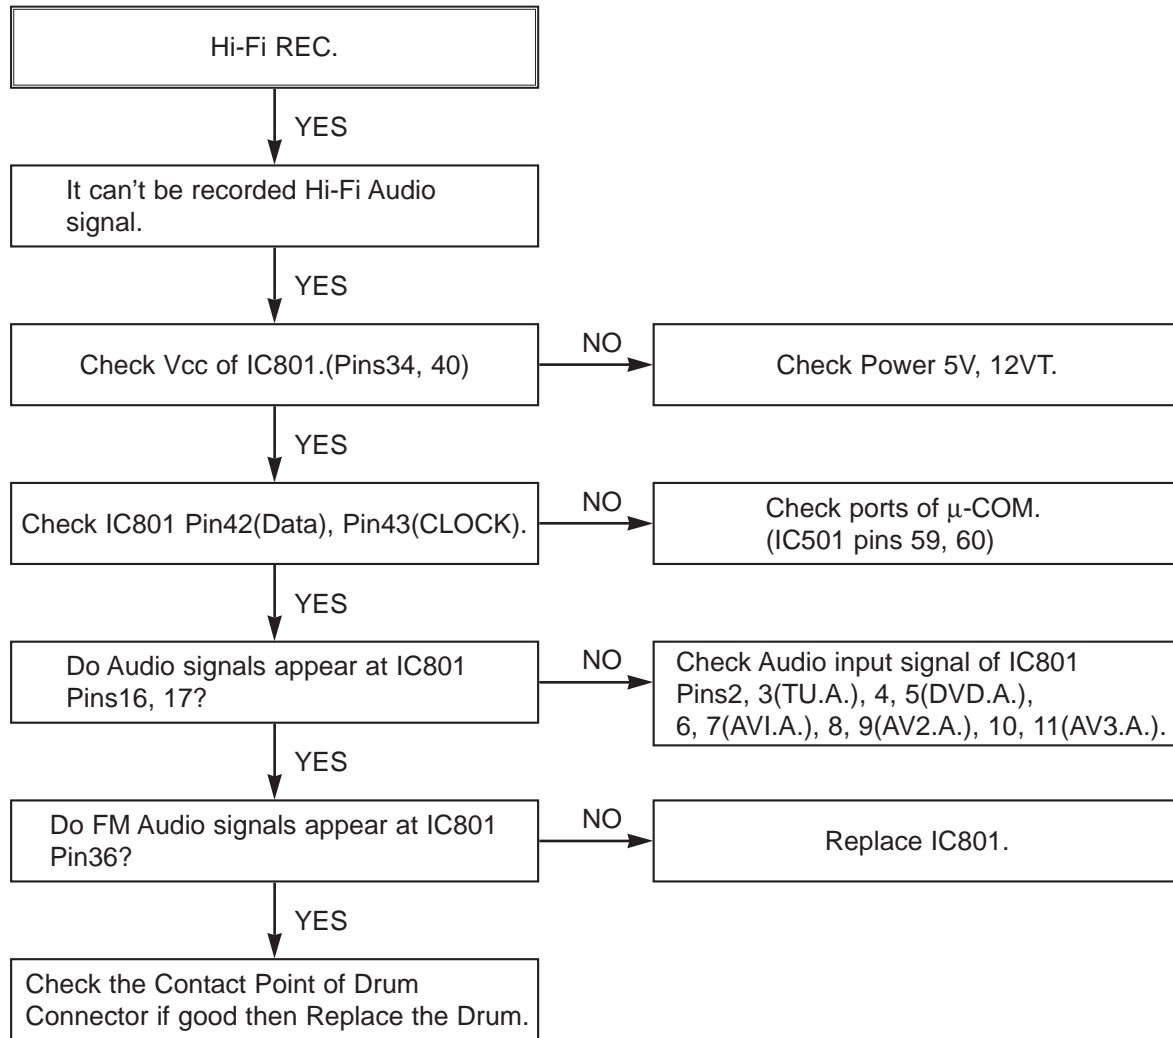 Hi-Fi REC.
YES
It can't be recorded Hi-Fi Audio
signal.
YES
Check Vcc of IC801.(Pins34, 40)
NO
Check Power 5V, 12VT.
YES
Check IC801 Pin42(Data), Pin43(CLOCK).
NO
Check ports of μ-COM.
(IC501 pins 59, 60)
YES
Do Audio signals appear at IC801
Pins16, 17?
NO
Check Audio input signal of IC801
Pins2, 3(TU.A.), 4, 5(DVD.A.),
6, 7(AVI.A.), 8, 9(AV2.A.), 10, 11(AV3.A.).
YES
Do FM Audio signals appear at IC801
Pin36?
NO
Replace IC801.
YES
Check the Contact Point of Drum
Connector if good then Replace the Drum.